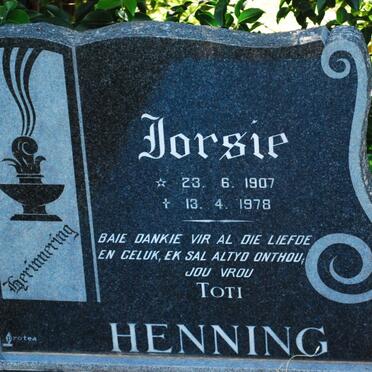 Jorsie
☆ 23. 6. 1907
† 13. 4. 1978
BAIE DANKIE VIR AL DIE LIEFDE
EN GELUK, EK SAL ALTYD ONTHOU,
JOU VROU
TOTI
HENNING
Herinnering
Protea